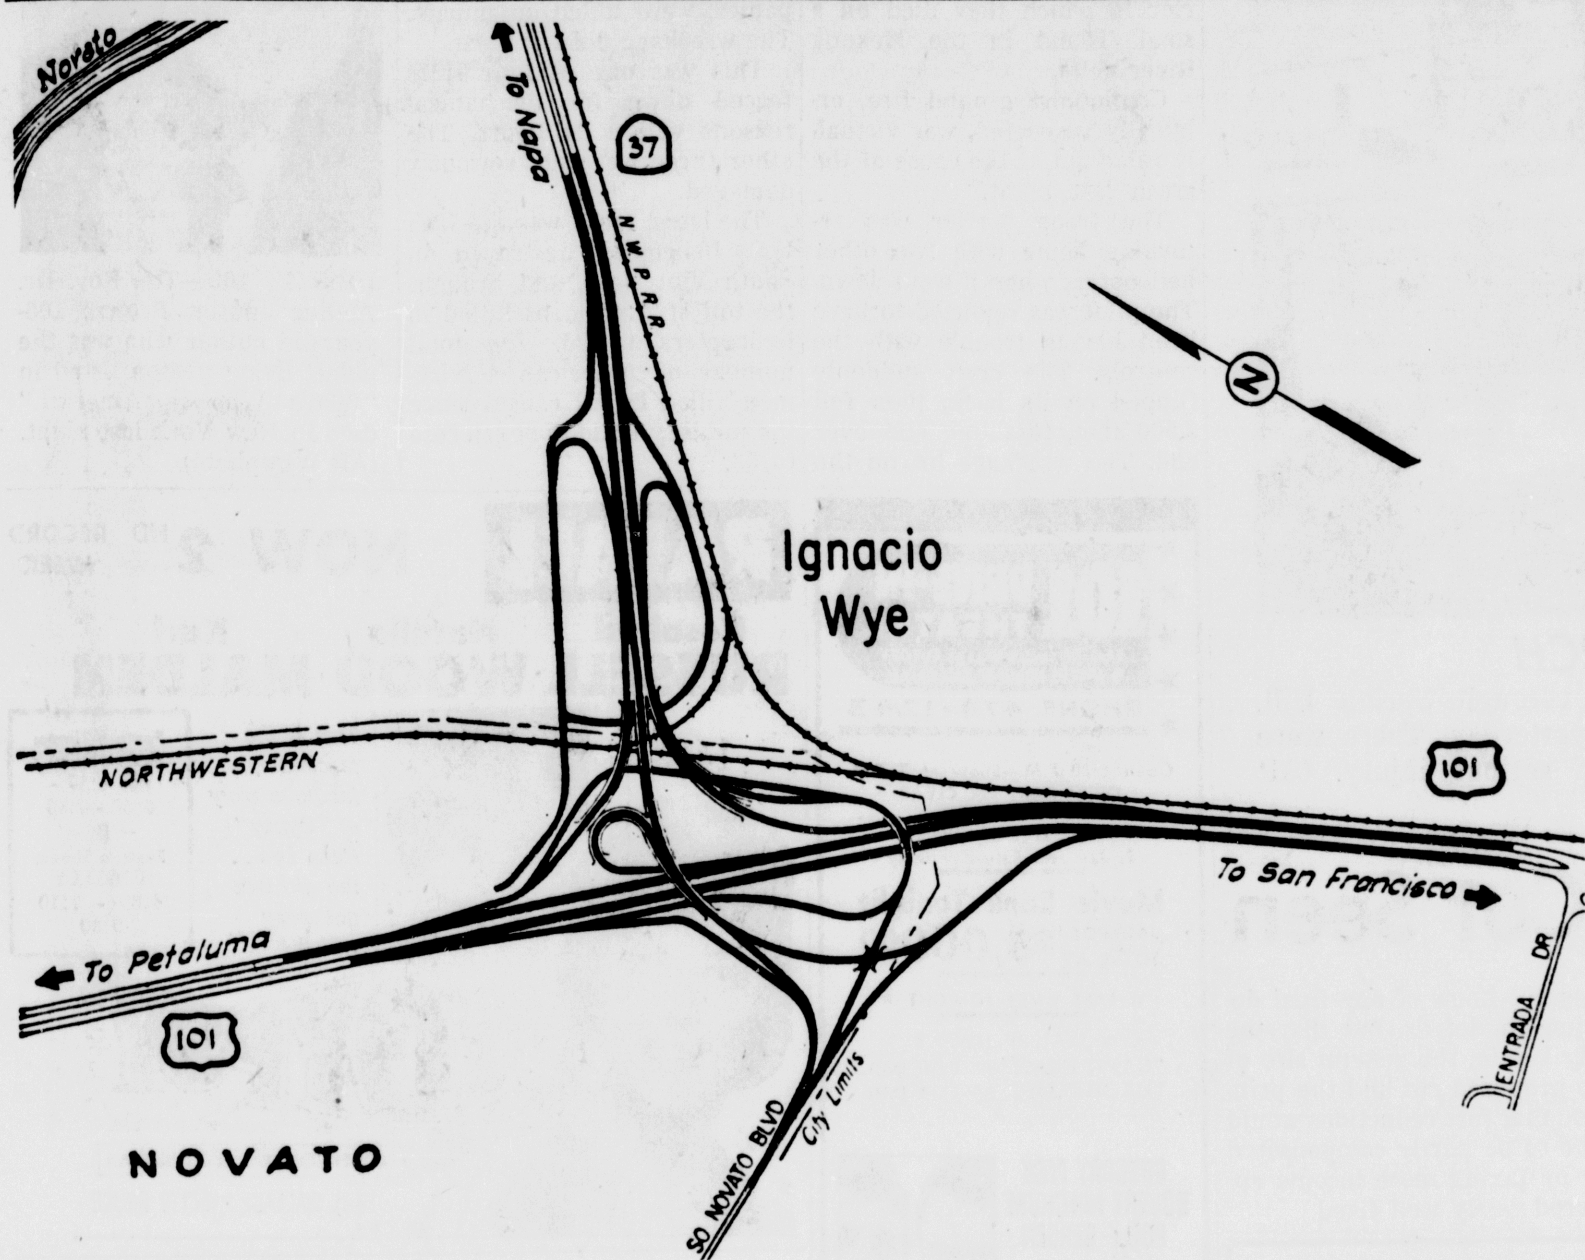 Novato
To Napa
37
N W P R R
N
Ignacio
Wye
NORTHWESTERN
101
To San Francisco
To Petaluma
101
ENTRADA DR
City Limits
SO NOVATO BLVD
NOVATO